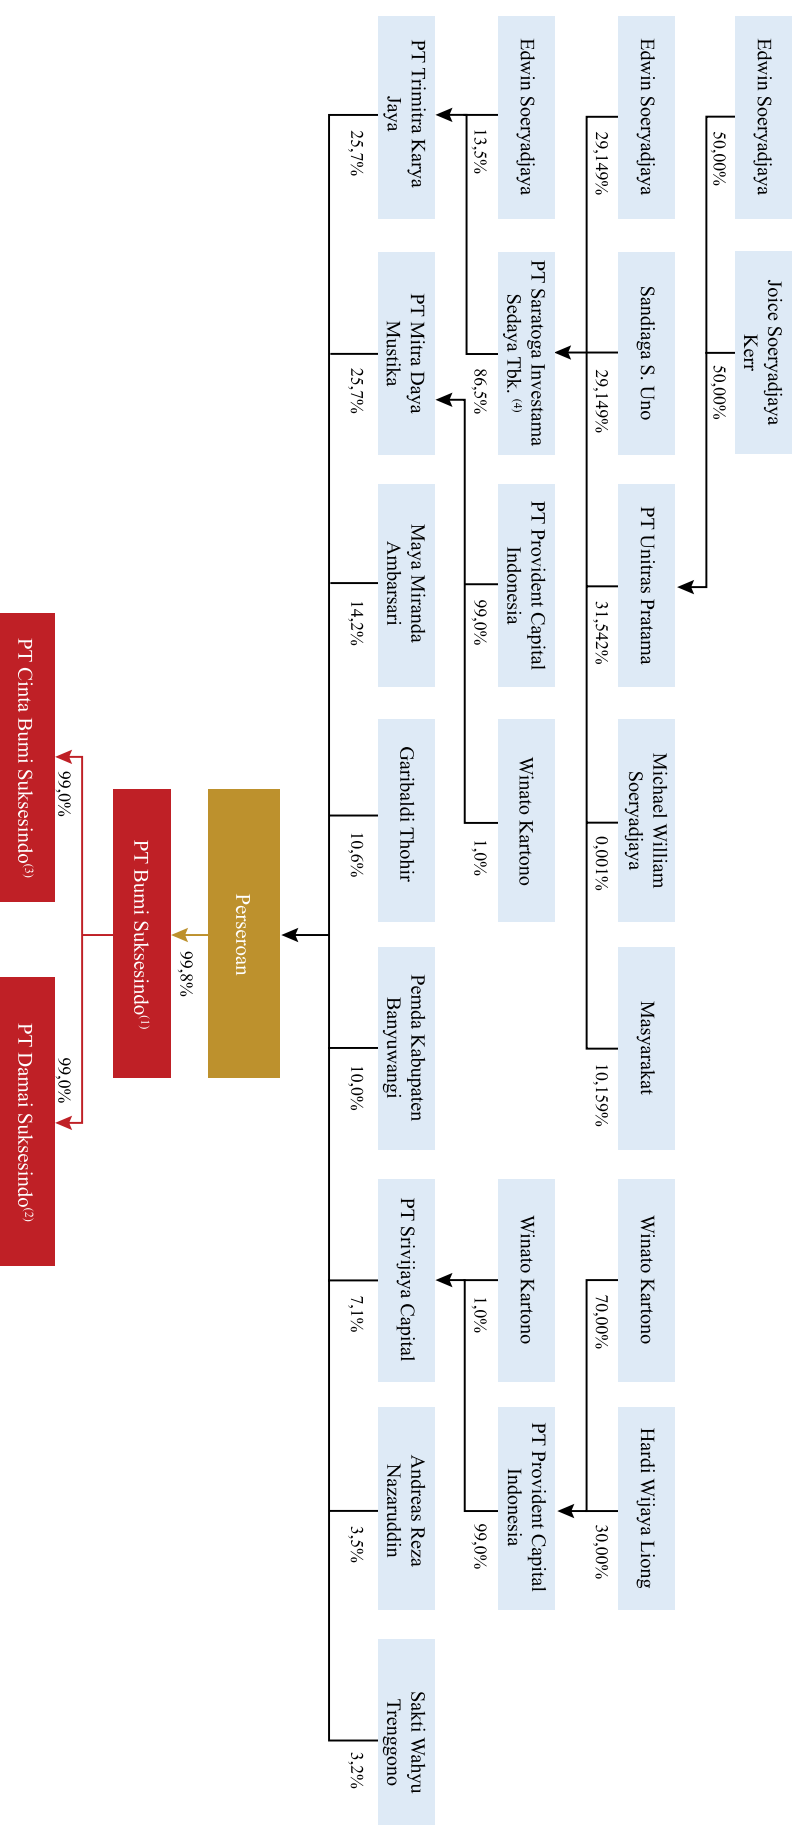 Edwin Soeryadjaya
50,00%
Joice Soeryadjaya
Kerr
50,00%
Edwin Soeryadjaya
29,149%
Sandiaga S. Uno
29,149%
PT Unitras Pratama
31,542%
Michael William
Soeryadjaya
0,001%
Masyarakat
10,159%
Winato Kartono
70,00%
Hardi Wijaya Liong
30,00%
Edwin Soeryadjaya
13,5%
PT Saratoga Investama
Sedaya Tbk. (4)
86,5%
PT Provident Capital
Indonesia
99,0%
Winato Kartono
1,0%
Winato Kartono
1,0%
PT Provident Capital
Indonesia
99,0%
PT Trimitra Karya
Jaya
25,7%
PT Mitra Daya
Mustika
25,7%
Maya Miranda
Ambarsari
14,2%
Garibaldi Thohir
10,6%
Pemda Kabupaten
Banyuwangi
10,0%
PT Srivijaya Capital
7,1%
Andreas Reza
Nazaruddin
3,5%
Sakti Wahyu
Trenggono
3,2%
Perseroan
99,8%
PT Bumi Suksesindo(1)
99,0%
99,0%
PT Cinta Bumi Suksesindo(3)
PT Damai Suksesindo(2)